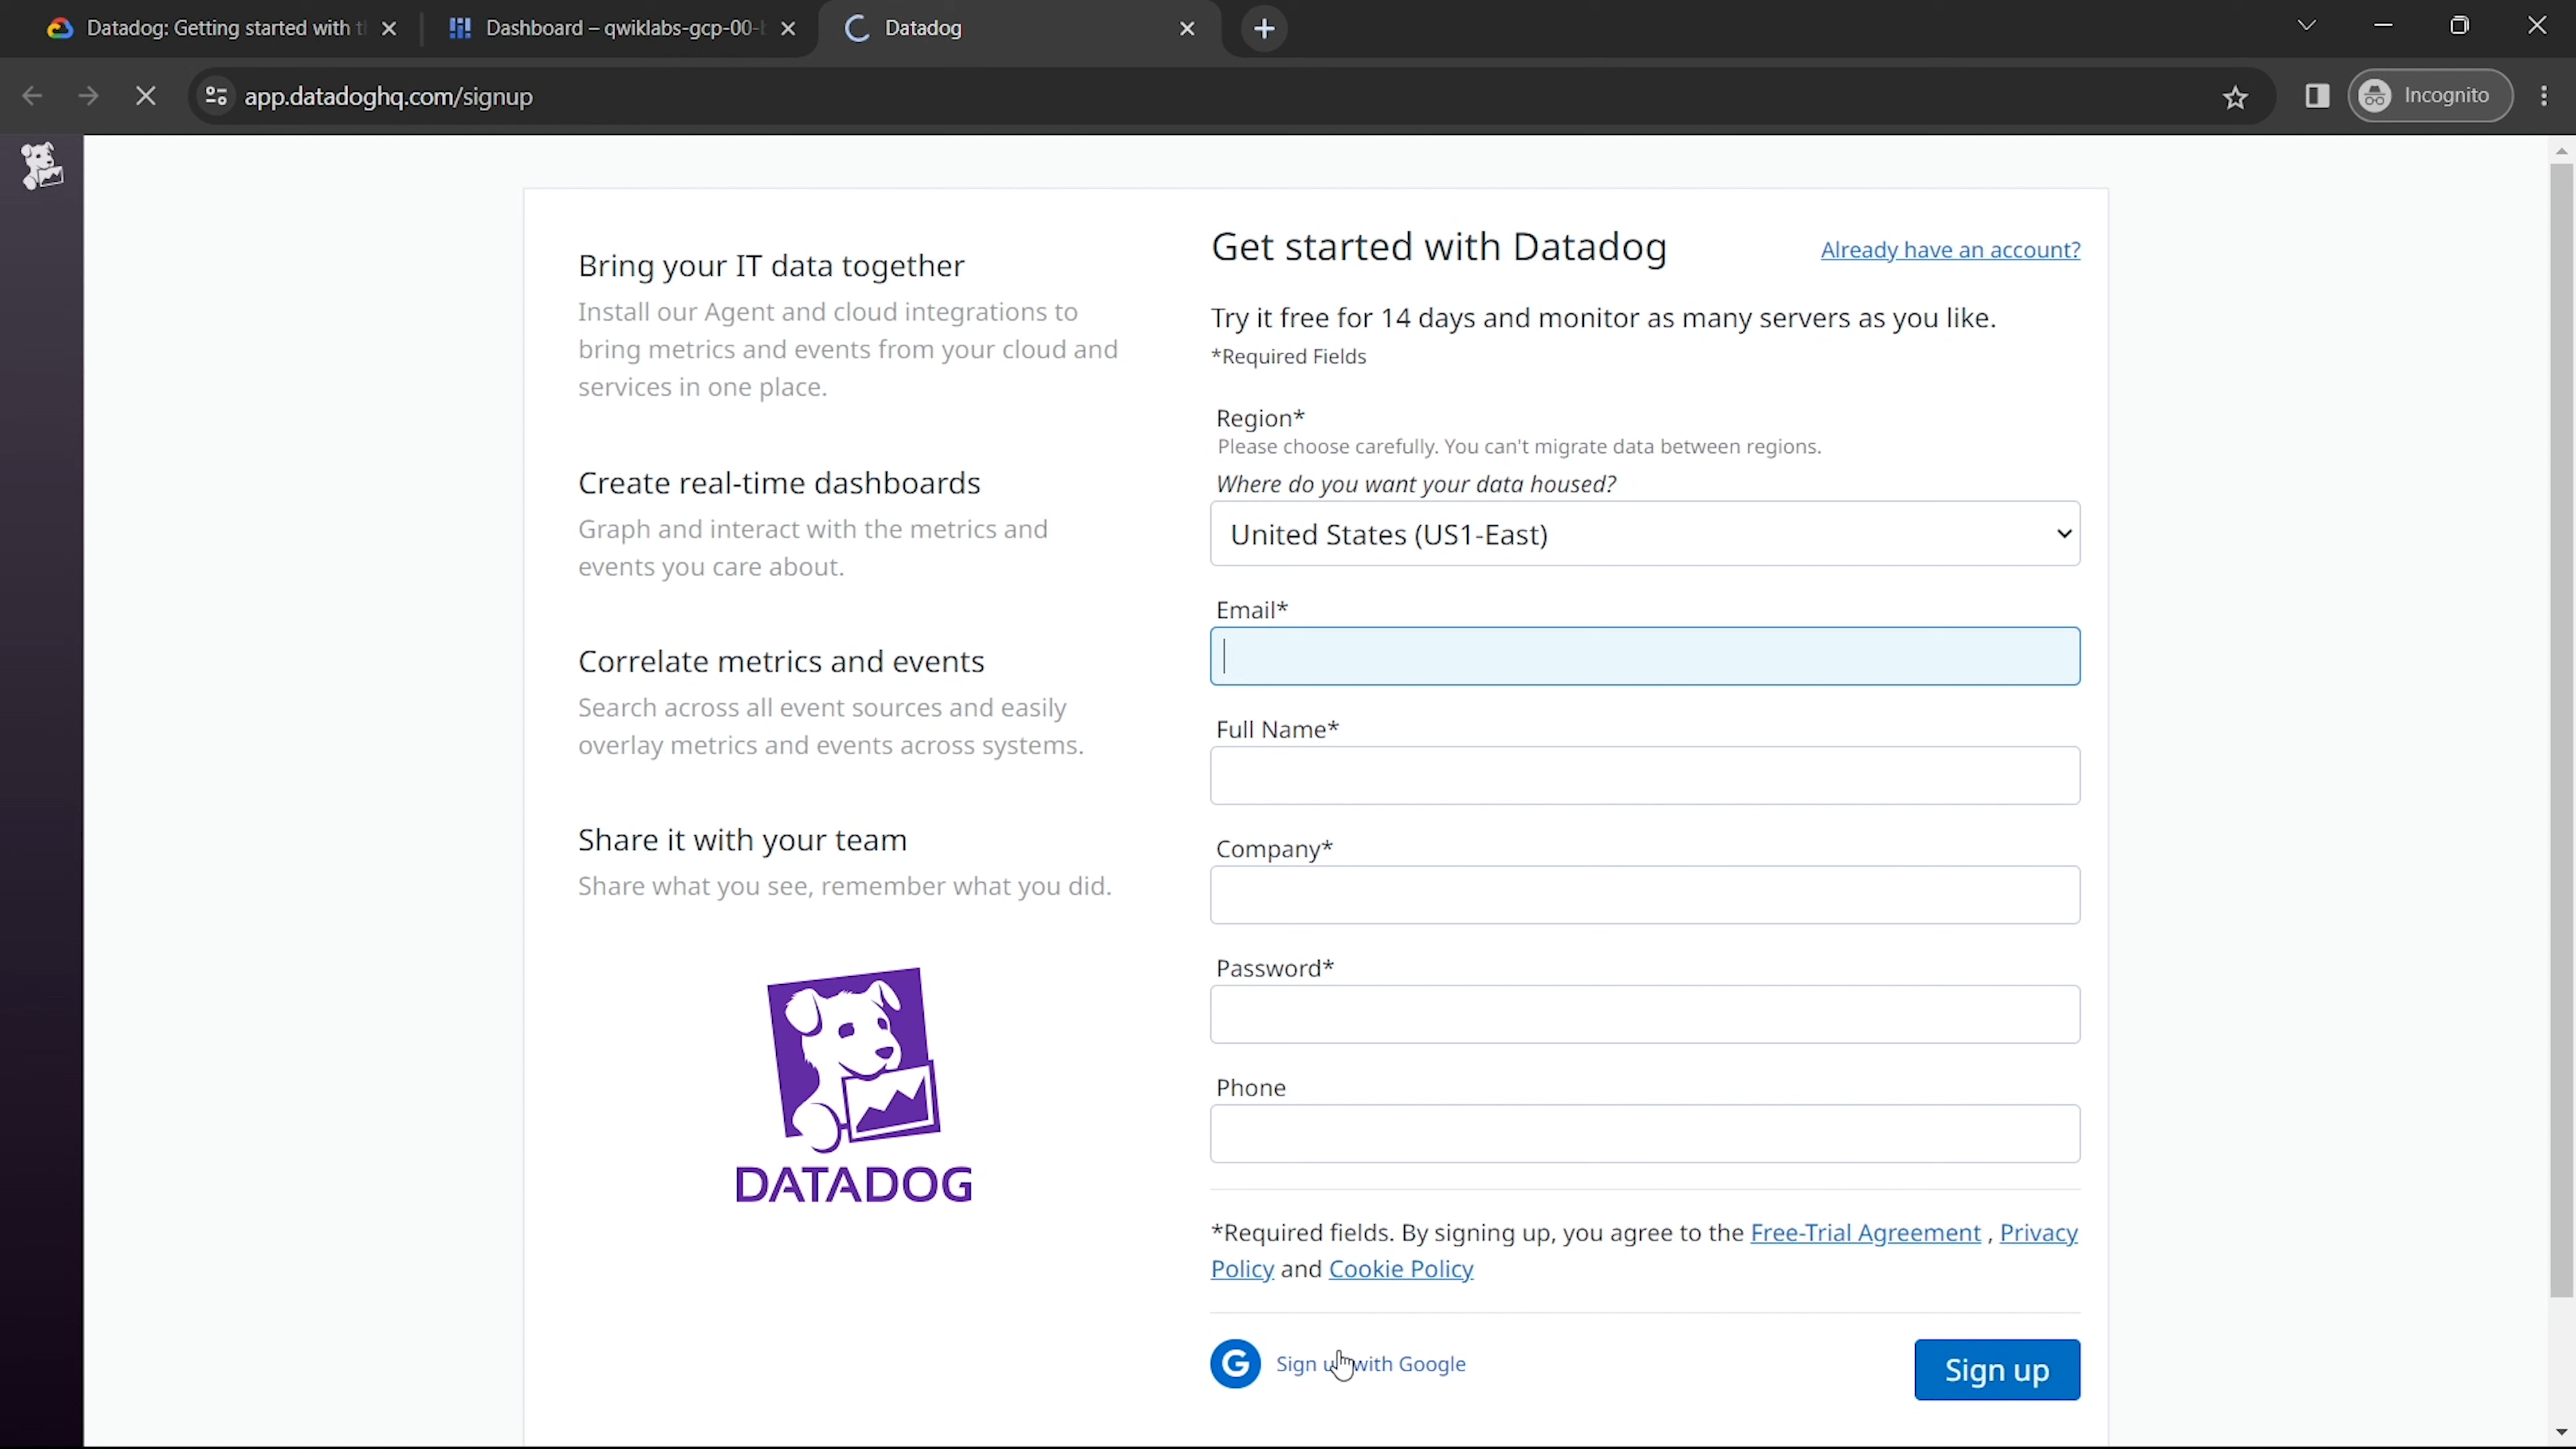 Datadog: Getting started with t
Dashboard – qwiklabs-gcp-00-
Datadog
app.datadoghq.com/signup
Incognito
Get started with Datadog
Already have an account?
Bring your IT data together
Install our Agent and cloud integrations to
bring metrics and events from your cloud and
services in one place.
Create real-time dashboards
Graph and interact with the metrics and
events you care about.
Correlate metrics and events
Search across all event sources and easily
overlay metrics and events across systems.
Share it with your team
Share what you see, remember what you did.
DATADOG
Try it free for 14 days and monitor as many servers as you like.
*Required Fields
Region*
Please choose carefully. You can't migrate data between regions.
Where do you want your data housed?
United States (US1-East)
Email*
Full Name*
Company*
Password*
Phone
*Required fields. By signing up, you agree to the Free-Trial Agreement , Privacy
Policy and Cookie Policy
G Sign up with Google
Sign up